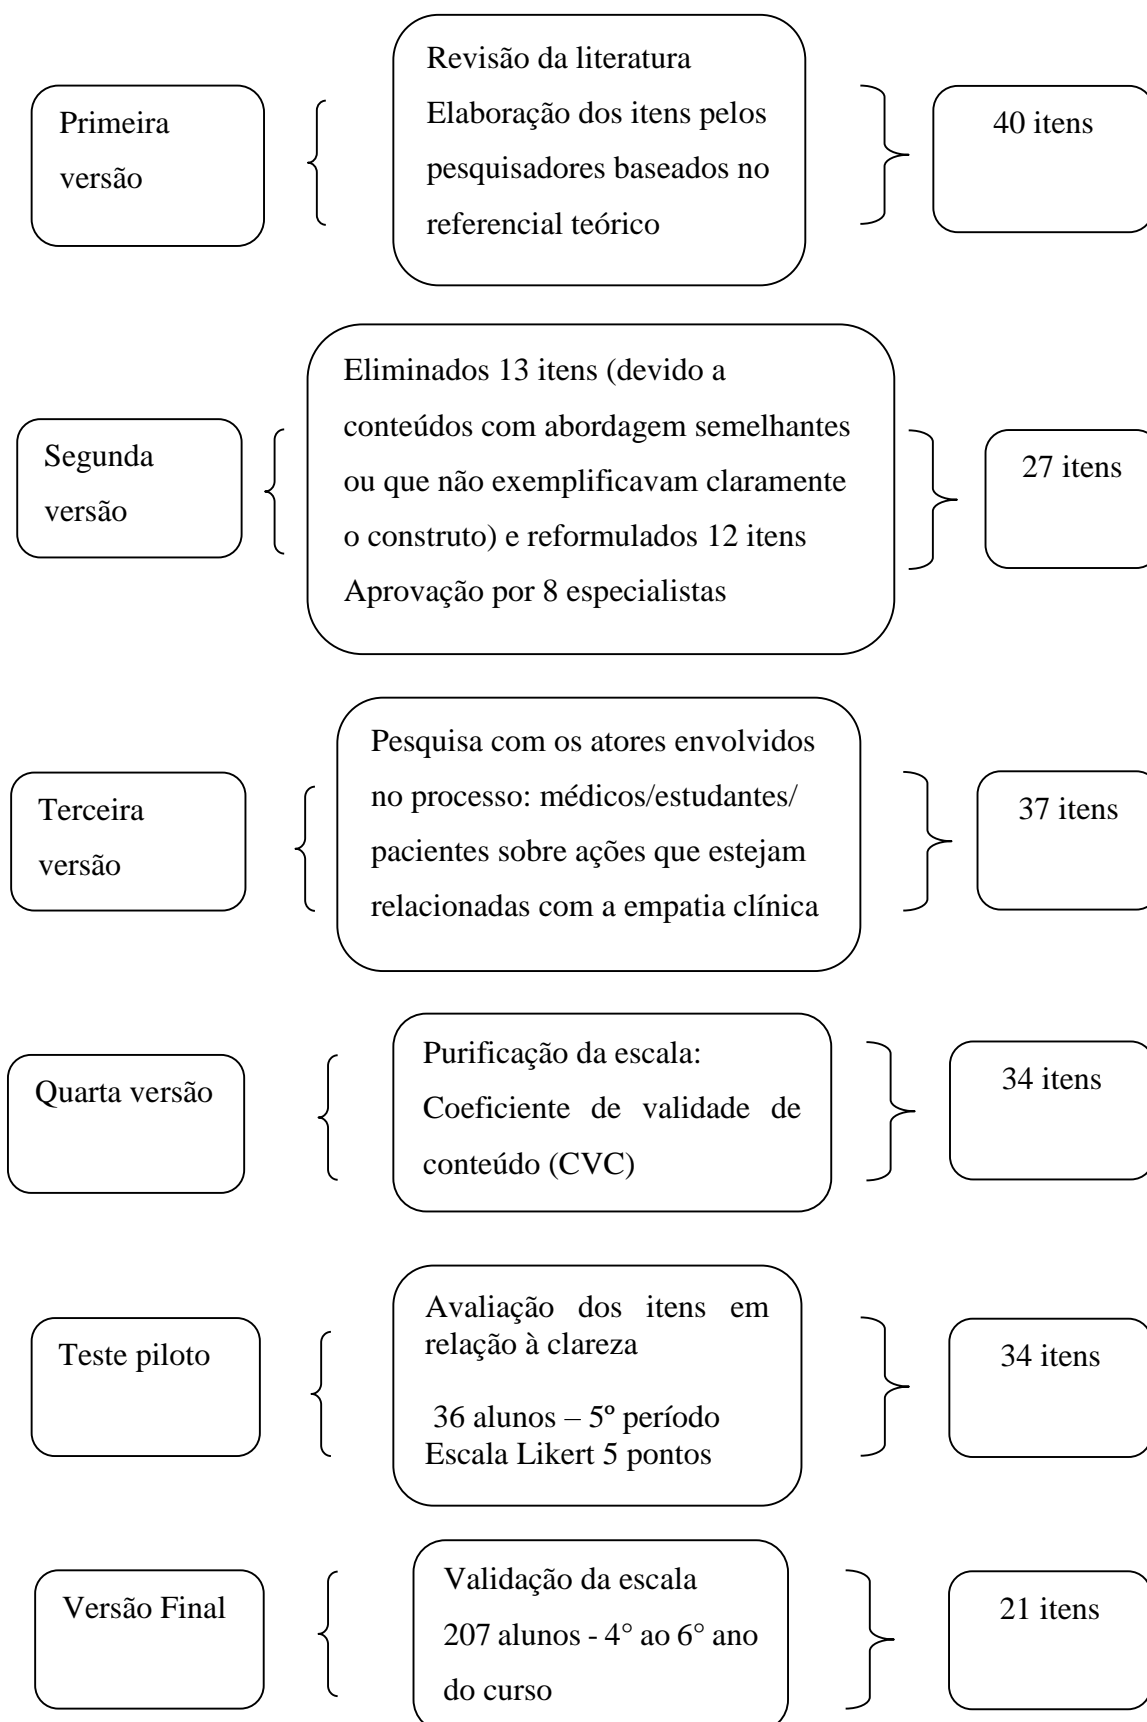 Primeira
versão
Revisão da literatura
Elaboração dos itens pelos
pesquisadores baseados no
referencial teórico
40 itens
Segunda
versão
Eliminados 13 itens (devido a
conteúdos com abordagem semelhantes
ou que não exemplificavam claramente
o construto) e reformulados 12 itens
Aprovação por 8 especialistas
27 itens
Terceira
versão
Pesquisa com os atores envolvidos
no processo: médicos/estudantes/
pacientes sobre ações que estejam
relacionadas com a empatia clínica
37 itens
Quarta versão
Purificação da escala:
Coeficiente de validade de
conteúdo (CVC)
34 itens
Teste piloto
Avaliação dos itens em
relação à clareza
36 alunos – 5º período
Escala Likert 5 pontos
34 itens
Versão Final
Validação da escala
207 alunos - 4° ao 6° ano
do curso
21 itens